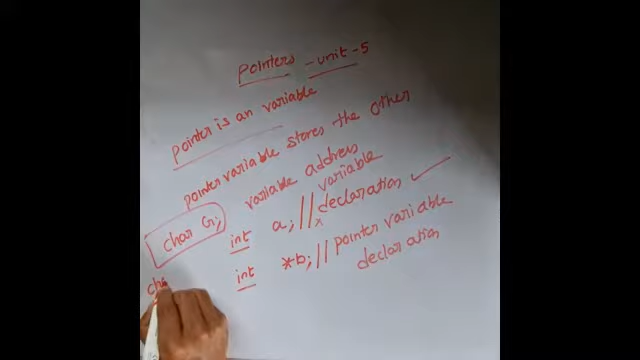 pointers - unit - 5
pointer is an variable
pointer variable stores the other
variable address
char G;
int a; // variable
declaration
int *b; // pointer variable
declaration
cha